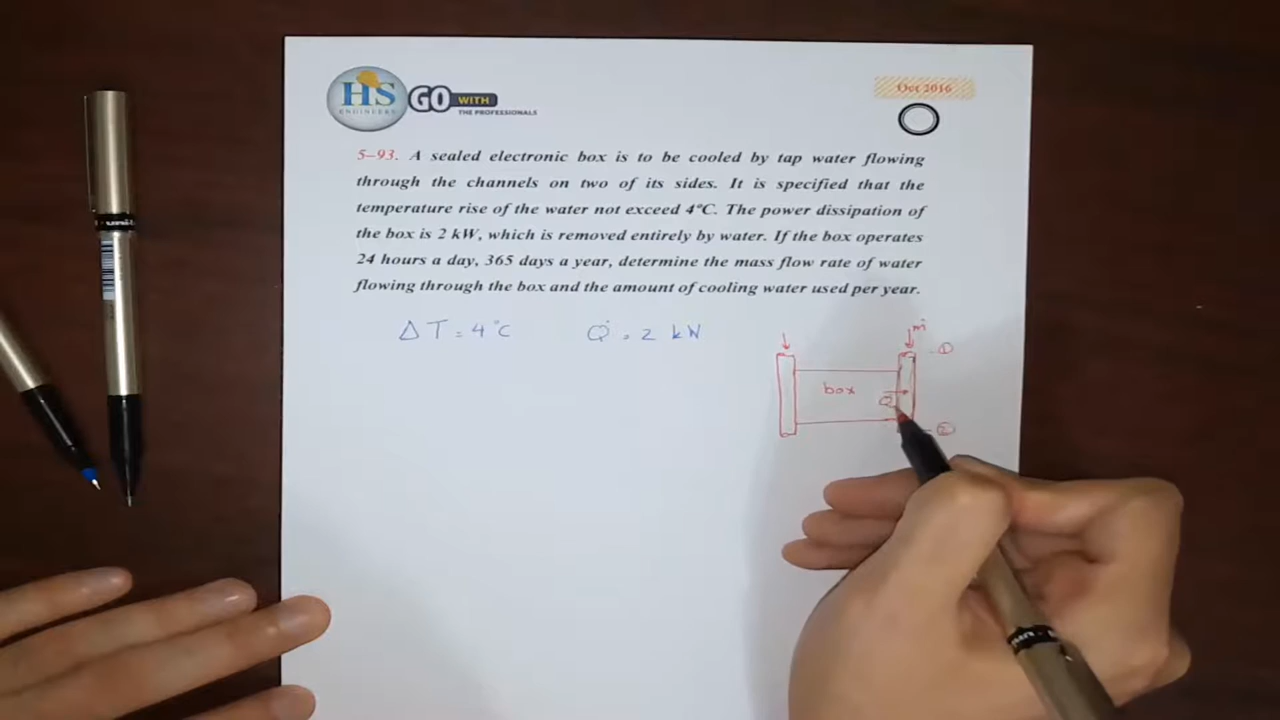 HS
ENGINEERS
GO WITH
THE PROFESSIONALS
Oct 2016
5–93. A sealed electronic box is to be cooled by tap water flowing
through the channels on two of its sides. It is specified that the
temperature rise of the water not exceed 4°C. The power dissipation of
the box is 2 kW, which is removed entirely by water. If the box operates
24 hours a day, 365 days a year, determine the mass flow rate of water
flowing through the box and the amount of cooling water used per year.
ΔT = 4°C Q̇ = 2 kW
ṁ
①
box
Q
②